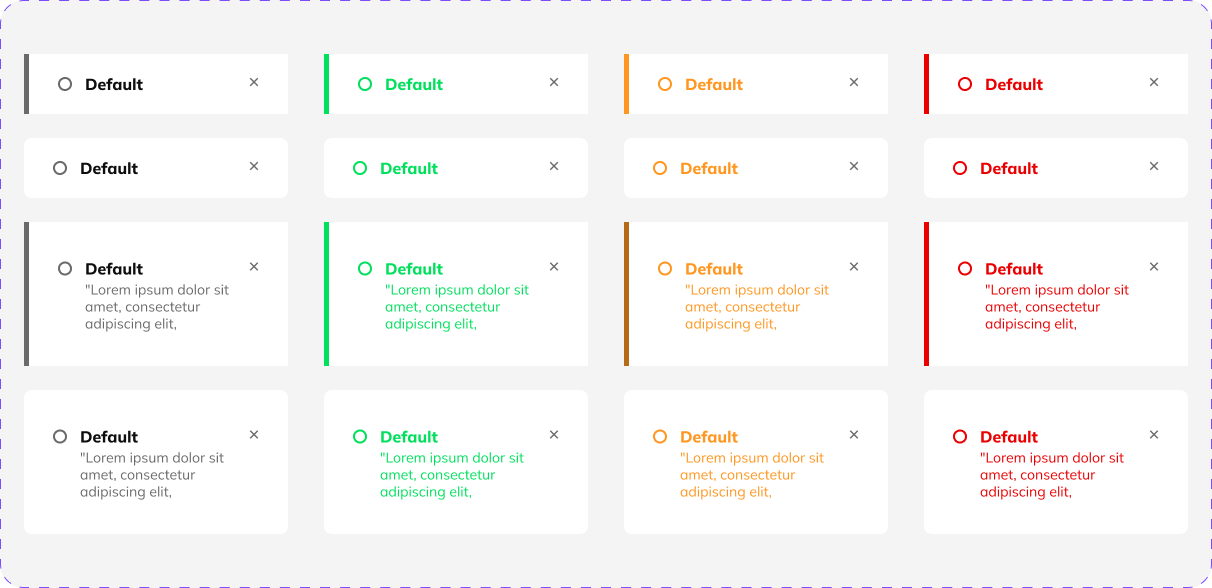 Default
Default
Default
Default
Default
Default
Default
Default
Default
"Lorem ipsum dolor sit
amet, consectetur
adipiscing elit,
Default
"Lorem ipsum dolor sit
amet, consectetur
adipiscing elit,
Default
"Lorem ipsum dolor sit
amet, consectetur
adipiscing elit,
Default
"Lorem ipsum dolor sit
amet, consectetur
adipiscing elit,
Default
"Lorem ipsum dolor sit
amet, consectetur
adipiscing elit,
Default
"Lorem ipsum dolor sit
amet, consectetur
adipiscing elit,
Default
"Lorem ipsum dolor sit
amet, consectetur
adipiscing elit,
Default
"Lorem ipsum dolor sit
amet, consectetur
adipiscing elit,